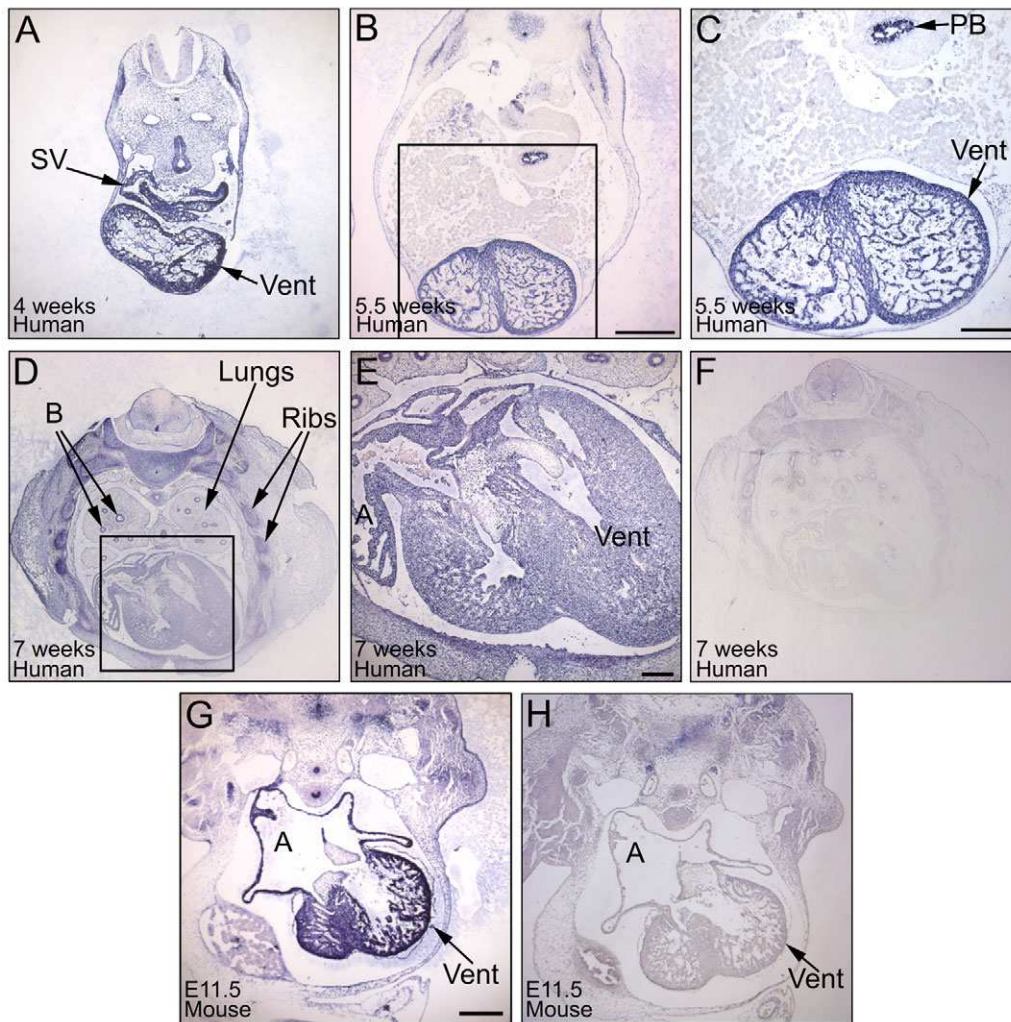 A
SV
Vent
4 weeks
Human
B
5.5 weeks
Human
C
PB
Vent
5.5 weeks
Human
D
Lungs
B
Ribs
7 weeks
Human
E
A
Vent
7 weeks
Human
F
7 weeks
Human
G
A
Vent
E11.5
Mouse
H
A
Vent
E11.5
Mouse